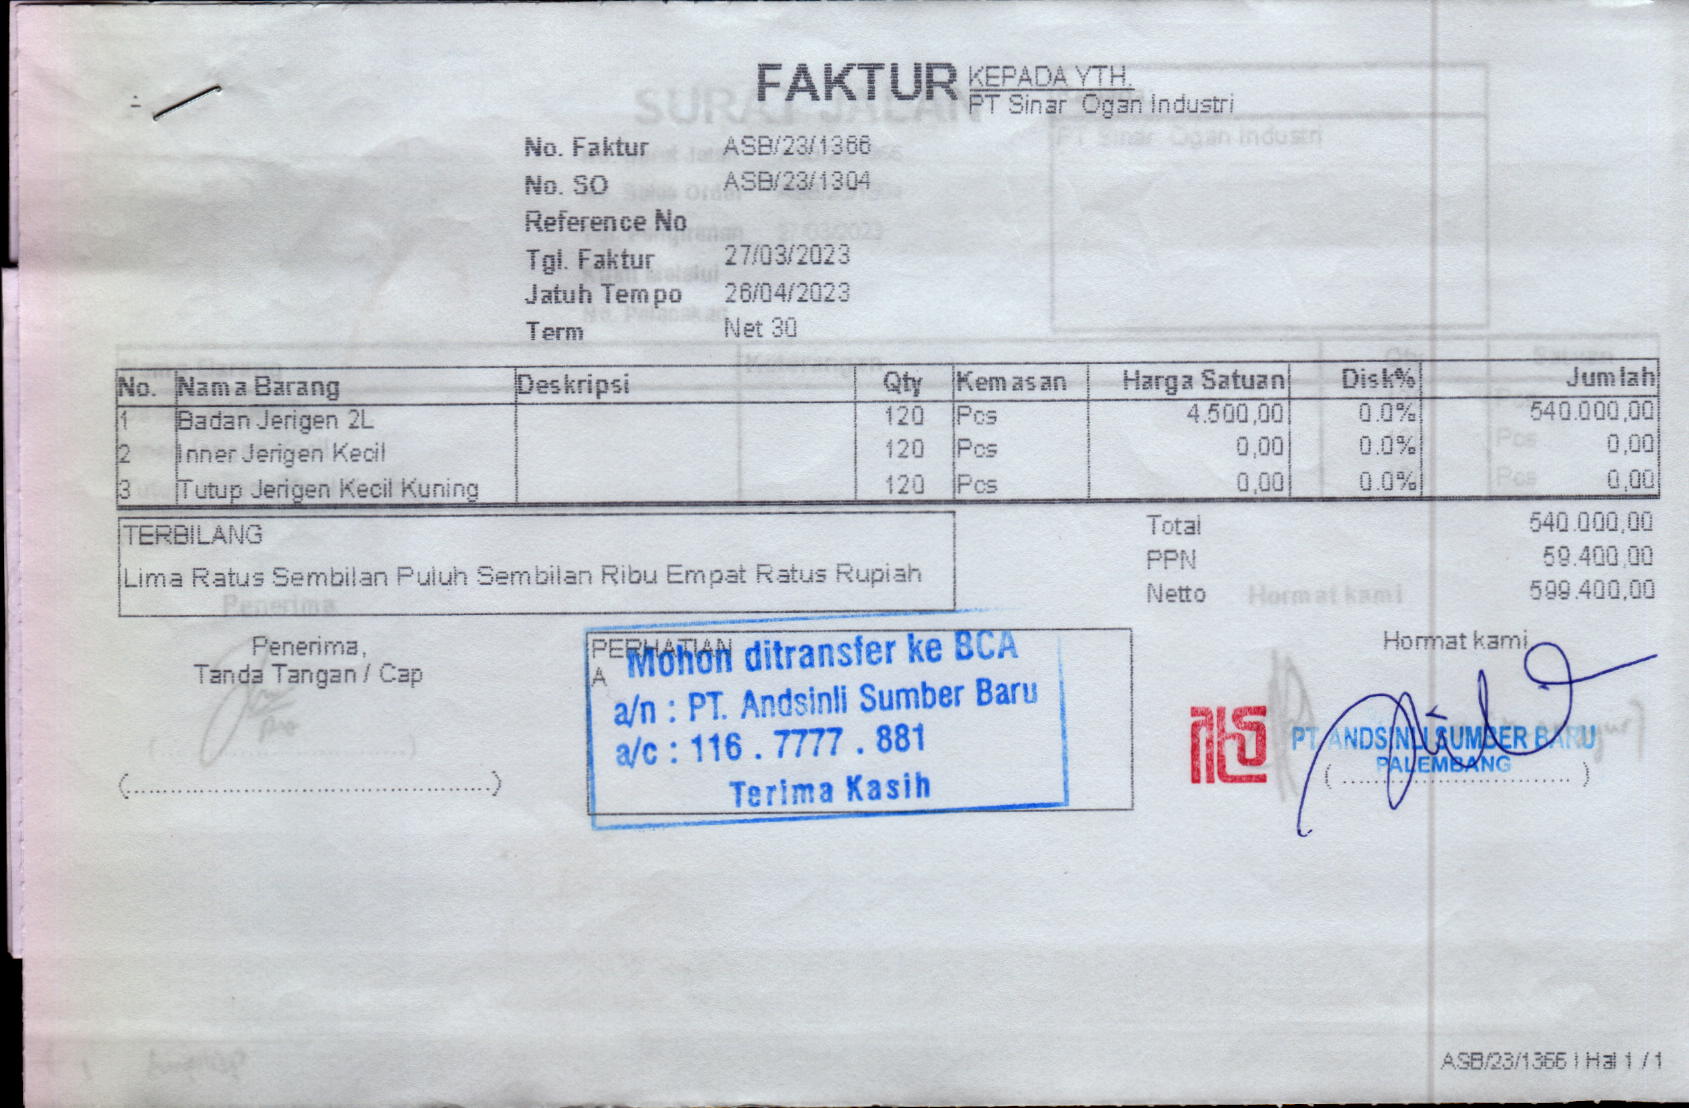 FAKTUR
KEPADA YTH.
PT Sinar Ogan Industri
No. Faktur ASB/23/1366
No. SO ASB/23/1304
Reference No
Tgl. Faktur 27/03/2023
Jatuh Tempo 26/04/2023
Term Net 30
No. Nama Barang Deskripsi Qty Kemasan Harga Satuan Disk% Jumlah
1 Badan Jerigen 2L 120 Pcs 4.500,00 0.0% 540.000,00
2 Inner Jerigen Kecil 120 Pcs 0,00 0.0% 0,00
3 Tutup Jerigen Kecil Kuning 120 Pcs 0,00 0.0% 0,00
TERBILANG
Lima Ratus Sembilan Puluh Sembilan Ribu Empat Ratus Rupiah
Total 540.000,00
PPN 59.400,00
Netto 599.400,00
Penerima,
Tanda Tangan / Cap
(................................................)
PERHATIAN
A
Mohon ditransfer ke BCA
a/n : PT. Andsinli Sumber Baru
a/c : 116 . 7777 . 881
Terima Kasih
Hormat kami
PT ANDSINLI SUMBER BARU
PALEMBANG
(................................)
ASB/23/1366 | Hal 1 / 1